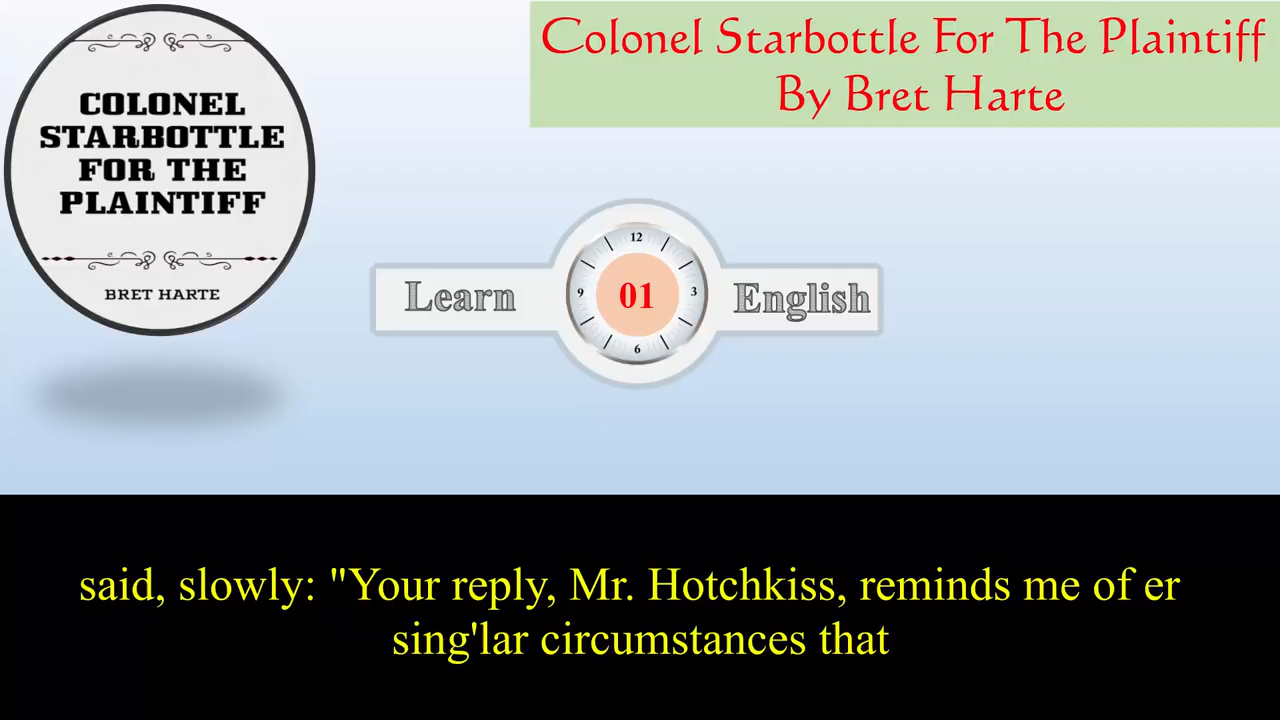 COLONEL
STARBOTTLE
FOR THE
PLAINTIFF
BRET HARTE
Colonel Starbottle For The Plaintiff
By Bret Harte
Learn
12
9
01
3
6
English
said, slowly: "Your reply, Mr. Hotchkiss, reminds me of er
sing'lar circumstances that